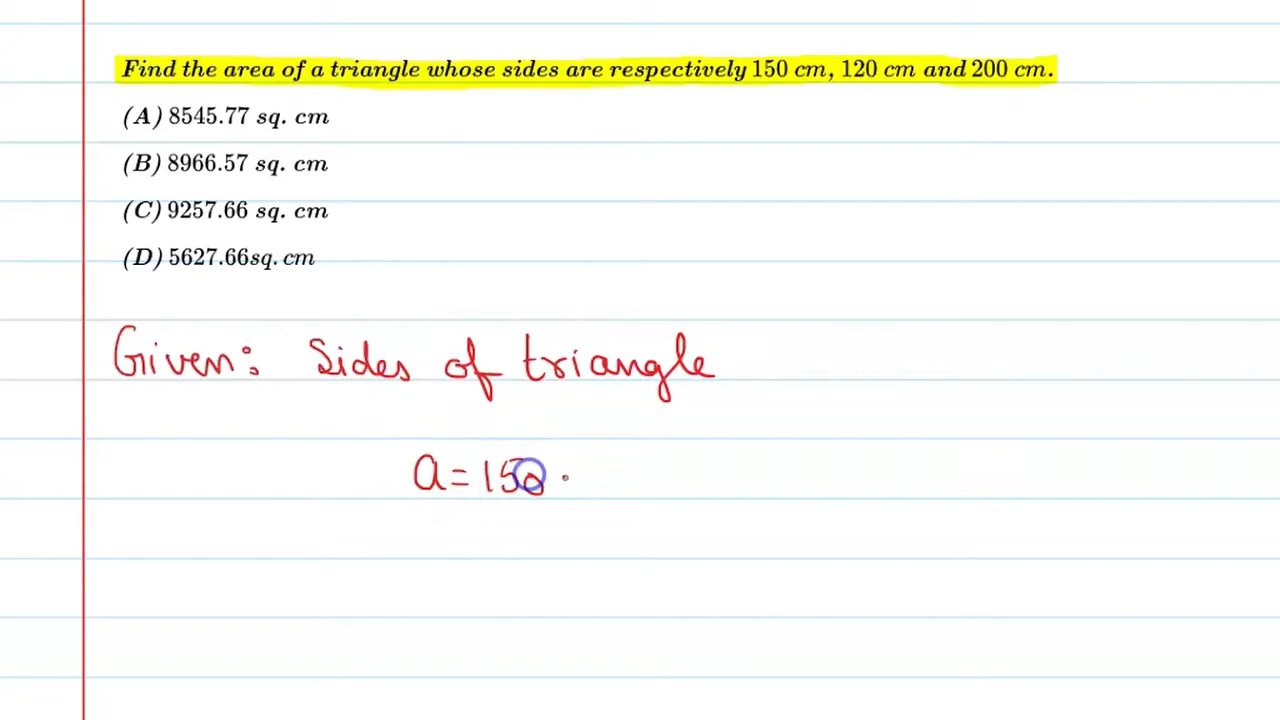 Find the area of a triangle whose sides are respectively 150 cm, 120 cm and 200 cm.
(A) 8545.77 sq. cm
(B) 8966.57 sq. cm
(C) 9257.66 sq. cm
(D) 5627.66sq. cm
Given: Sides of triangle
a = 150